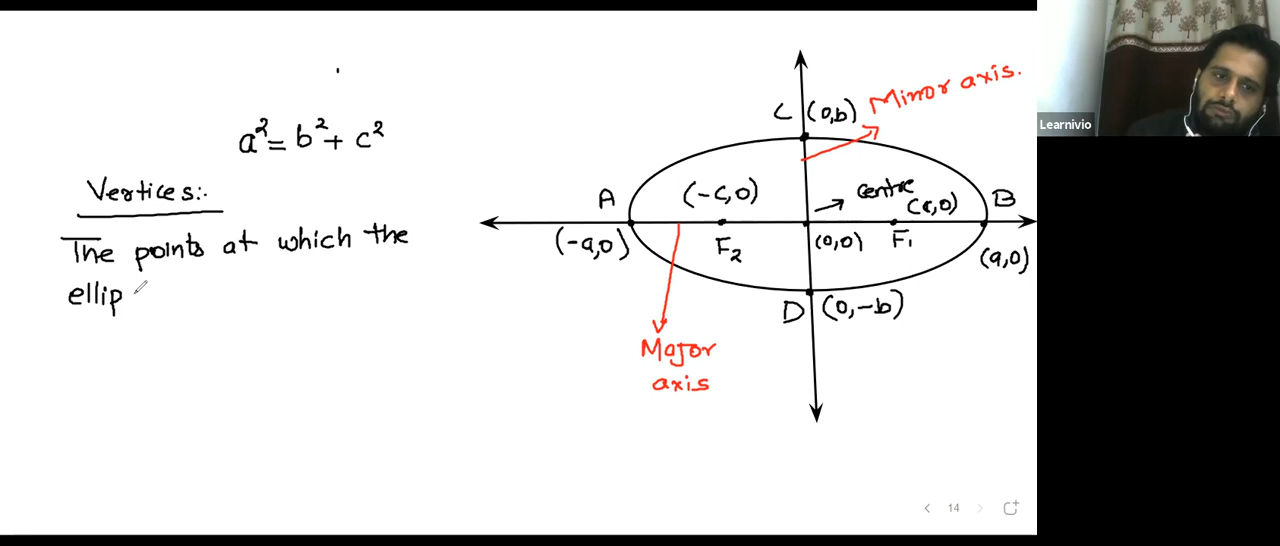 a² = b² + c²
Vertices:-
The points at which the
ellip
C (0,b)
Minor axis.
A
(-c,0)
centre
(c,0)
B
(-a,0)
F₂
(0,0)
F₁
(a,0)
D (0,-b)
Major
axis
14
Learnivio